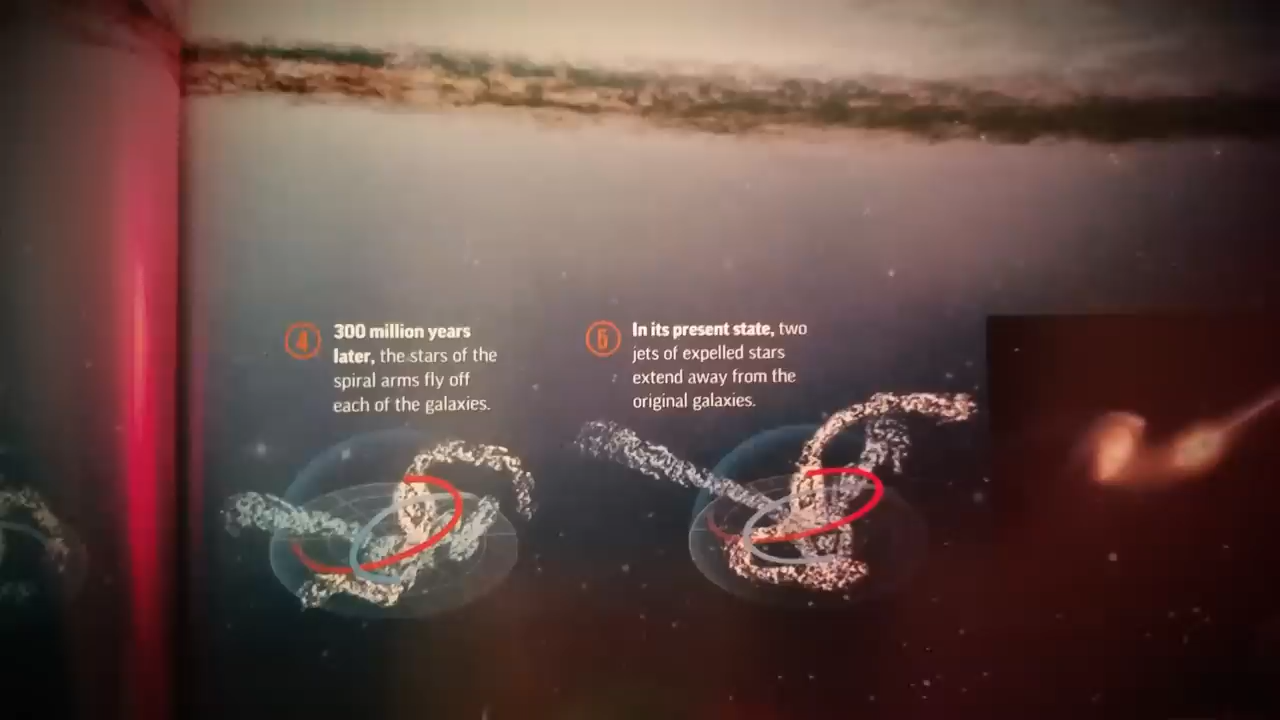 4
300 million years
later, the stars of the
spiral arms fly off
each of the galaxies.
5
In its present state, two
jets of expelled stars
extend away from the
original galaxies.